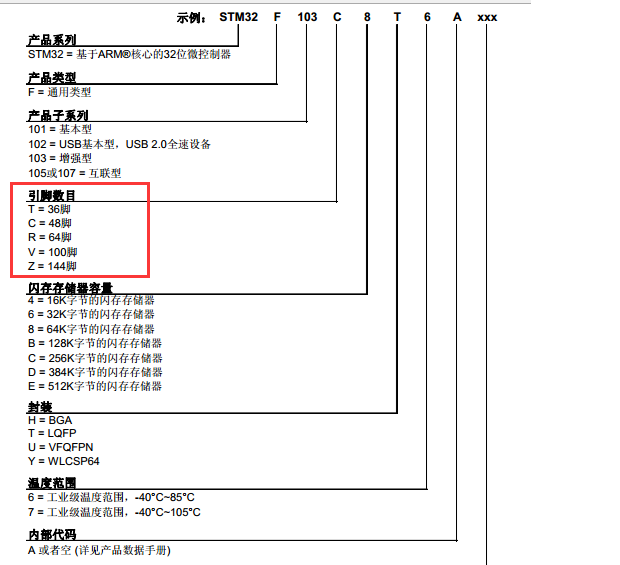 示例： STM32 F 103 C 8 T 6 A xxx
产品系列
STM32 = 基于ARM®核心的32位微控制器
产品类型
F = 通用类型
产品子系列
101 = 基本型
102 = USB基本型，USB 2.0全速设备
103 = 增强型
105或107 = 互联型
引脚数目
T = 36脚
C = 48脚
R = 64脚
V = 100脚
Z = 144脚
闪存存储器容量
4 = 16K字节的闪存存储器
6 = 32K字节的闪存存储器
8 = 64K字节的闪存存储器
B = 128K字节的闪存存储器
C = 256K字节的闪存存储器
D = 384K字节的闪存存储器
E = 512K字节的闪存存储器
封装
H = BGA
T = LQFP
U = VFQFPN
Y = WLCSP64
温度范围
6 = 工业级温度范围，-40°C~85°C
7 = 工业级温度范围，-40°C~105°C
内部代码
A 或者空 (详见产品数据手册)